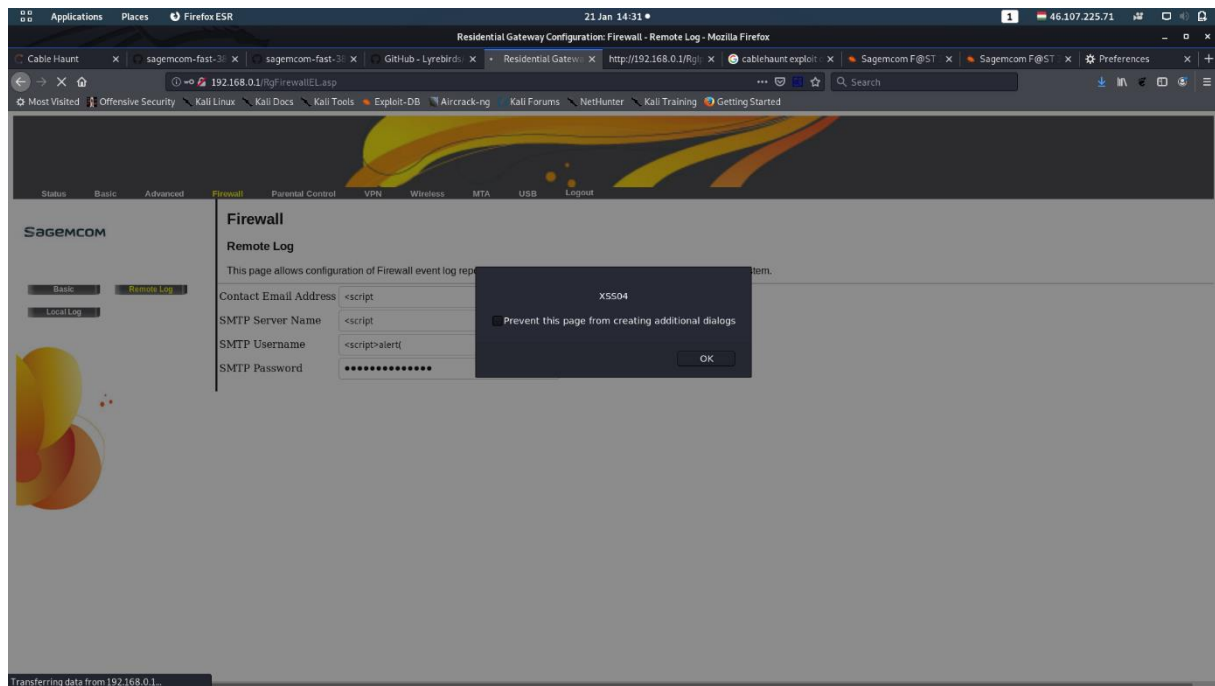 Applications Places Firefox ESR 21 Jan 14:31 1 46.107.225.71
Residential Gateway Configuration: Firewall - Remote Log - Mozilla Firefox
Cable Haunt sagemcom-fast-38 sagemcom-fast-38 GitHub - Lyrebirds/ Residential Gatew http://192.168.0.1/Rg cablehaunt exploit Sagemcom F@ST Sagemcom F@ST Preferences
192.168.0.1/RgFirewallEL.asp Search
Most Visited Offensive Security Kali Linux Kali Docs Kali Tools Exploit-DB Aircrack-ng Kali Forums NetHunter Kali Training Getting Started
Status Basic Advanced Firewall Parental Control VPN Wireless MTA USB Logout
Sagemcom
Basic Remote Log
Local Log
Firewall
Remote Log
This page allows configuration of Firewall event log rep tem.
Contact Email Address <script
SMTP Server Name <script
SMTP Username <script>alert(
SMTP Password ••••••••••••••
XSS04
Prevent this page from creating additional dialogs
OK
Transferring data from 192.168.0.1...